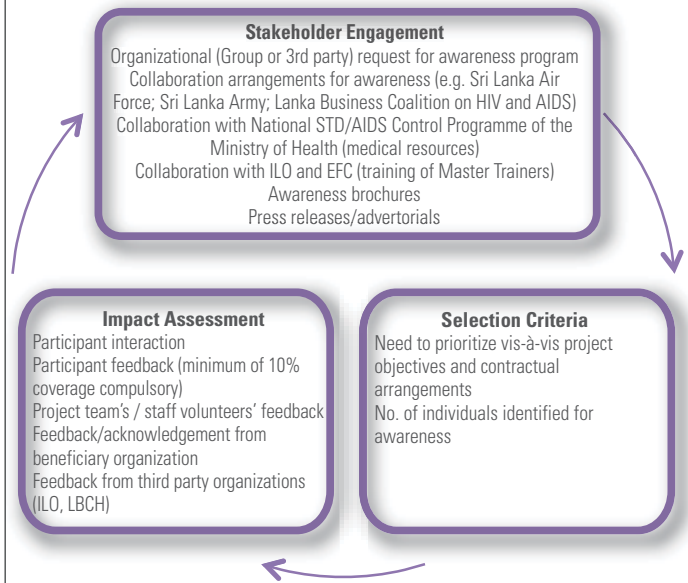 Stakeholder Engagement
Organizational (Group or 3rd party) request for awareness program
Collaboration arrangements for awareness (e.g. Sri Lanka Air
Force; Sri Lanka Army; Lanka Business Coalition on HIV and AIDS)
Collaboration with National STD/AIDS Control Programme of the
Ministry of Health (medical resources)
Collaboration with ILO and EFC (training of Master Trainers)
Awareness brochures
Press releases/advertorials
Impact Assessment
Participant interaction
Participant feedback (minimum of 10%
coverage compulsory)
Project team's / staff volunteers' feedback
Feedback/acknowledgement from
beneficiary organization
Feedback from third party organizations
(ILO, LBCH)
Selection Criteria
Need to prioritize vis-à-vis project
objectives and contractual
arrangements
No. of individuals identified for
awareness